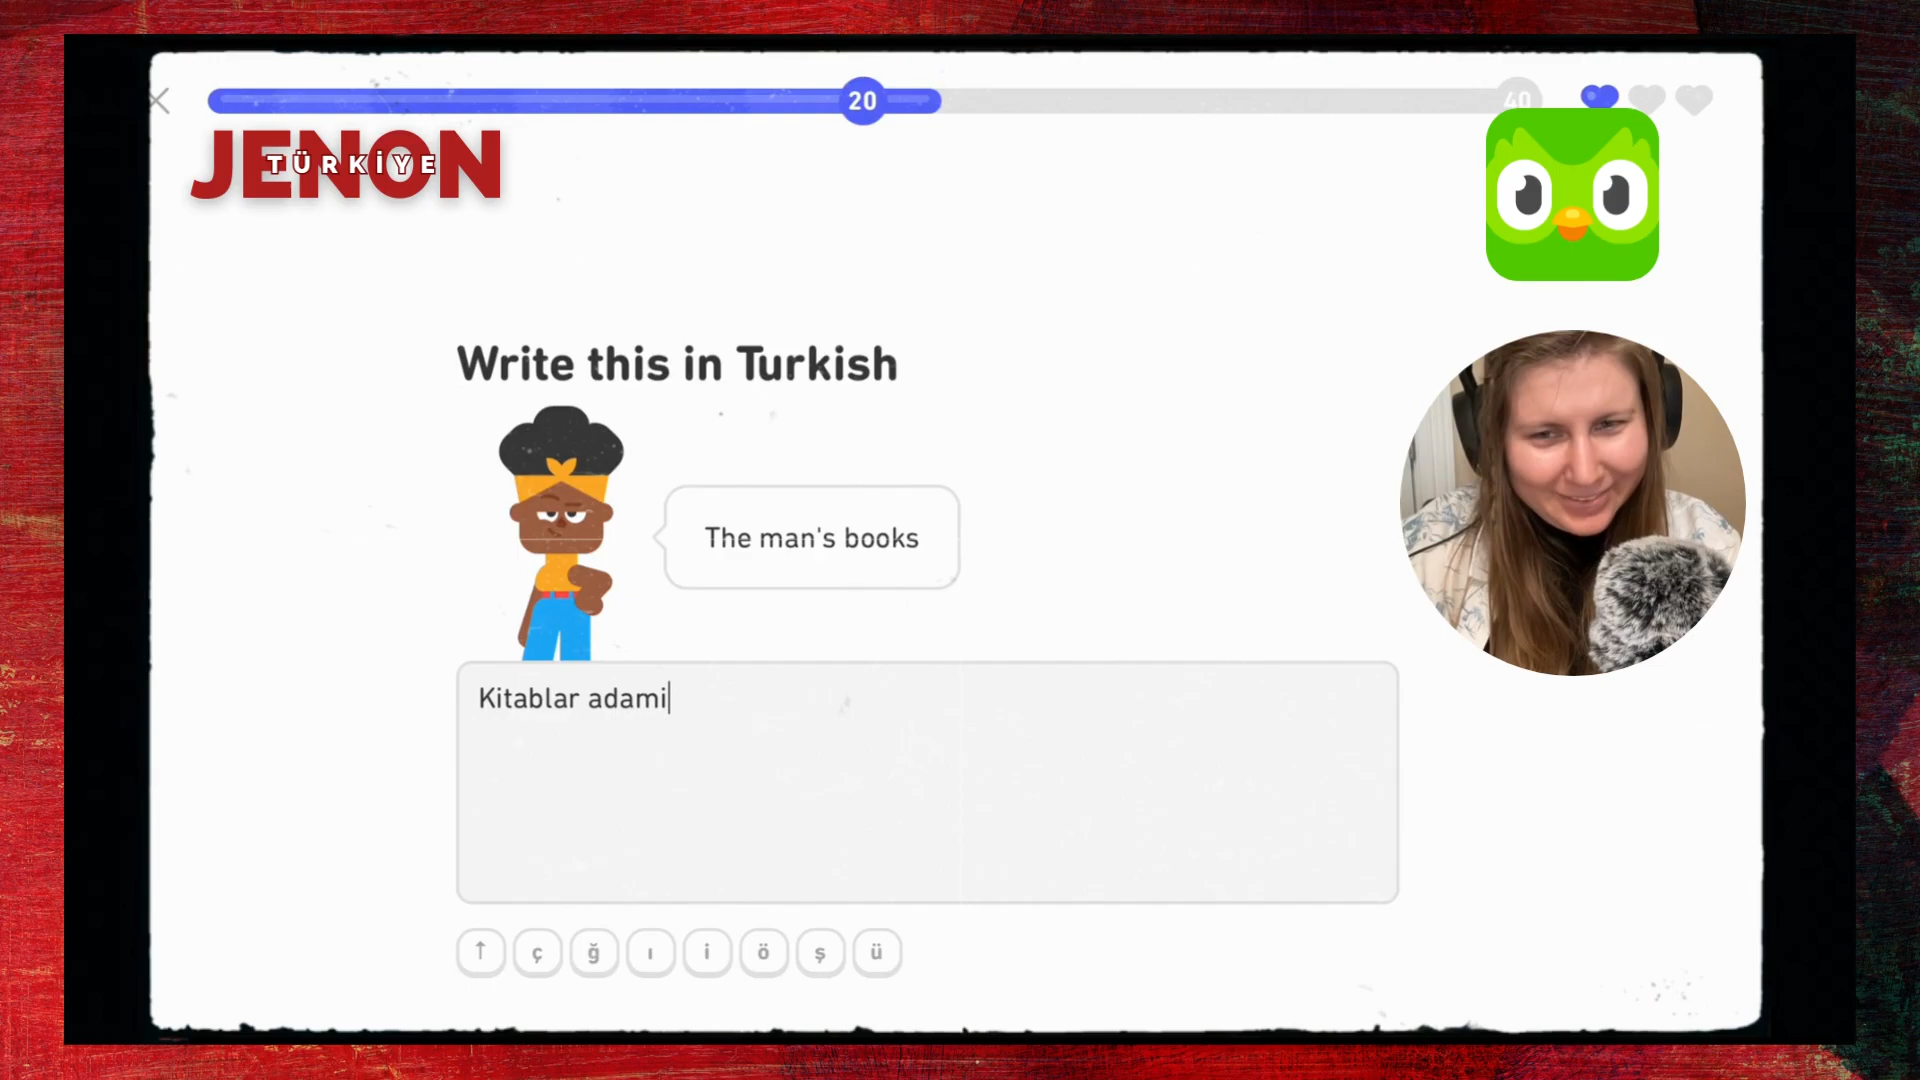 20
40
JENON
TÜRKİYE
Write this in Turkish
The man's books
Kitablar adami
↑ ç ğ ı i ö ş ü